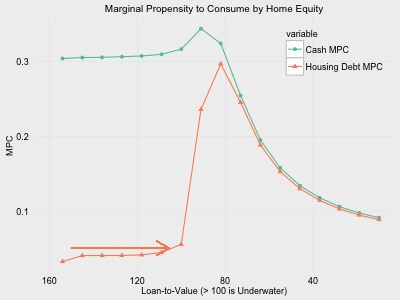 Marginal Propensity to Consume by Home Equity
variable
Cash MPC
Housing Debt MPC
MPC
0.3
0.2
0.1
160
120
80
40
Loan-to-Value (> 100 is Underwater)